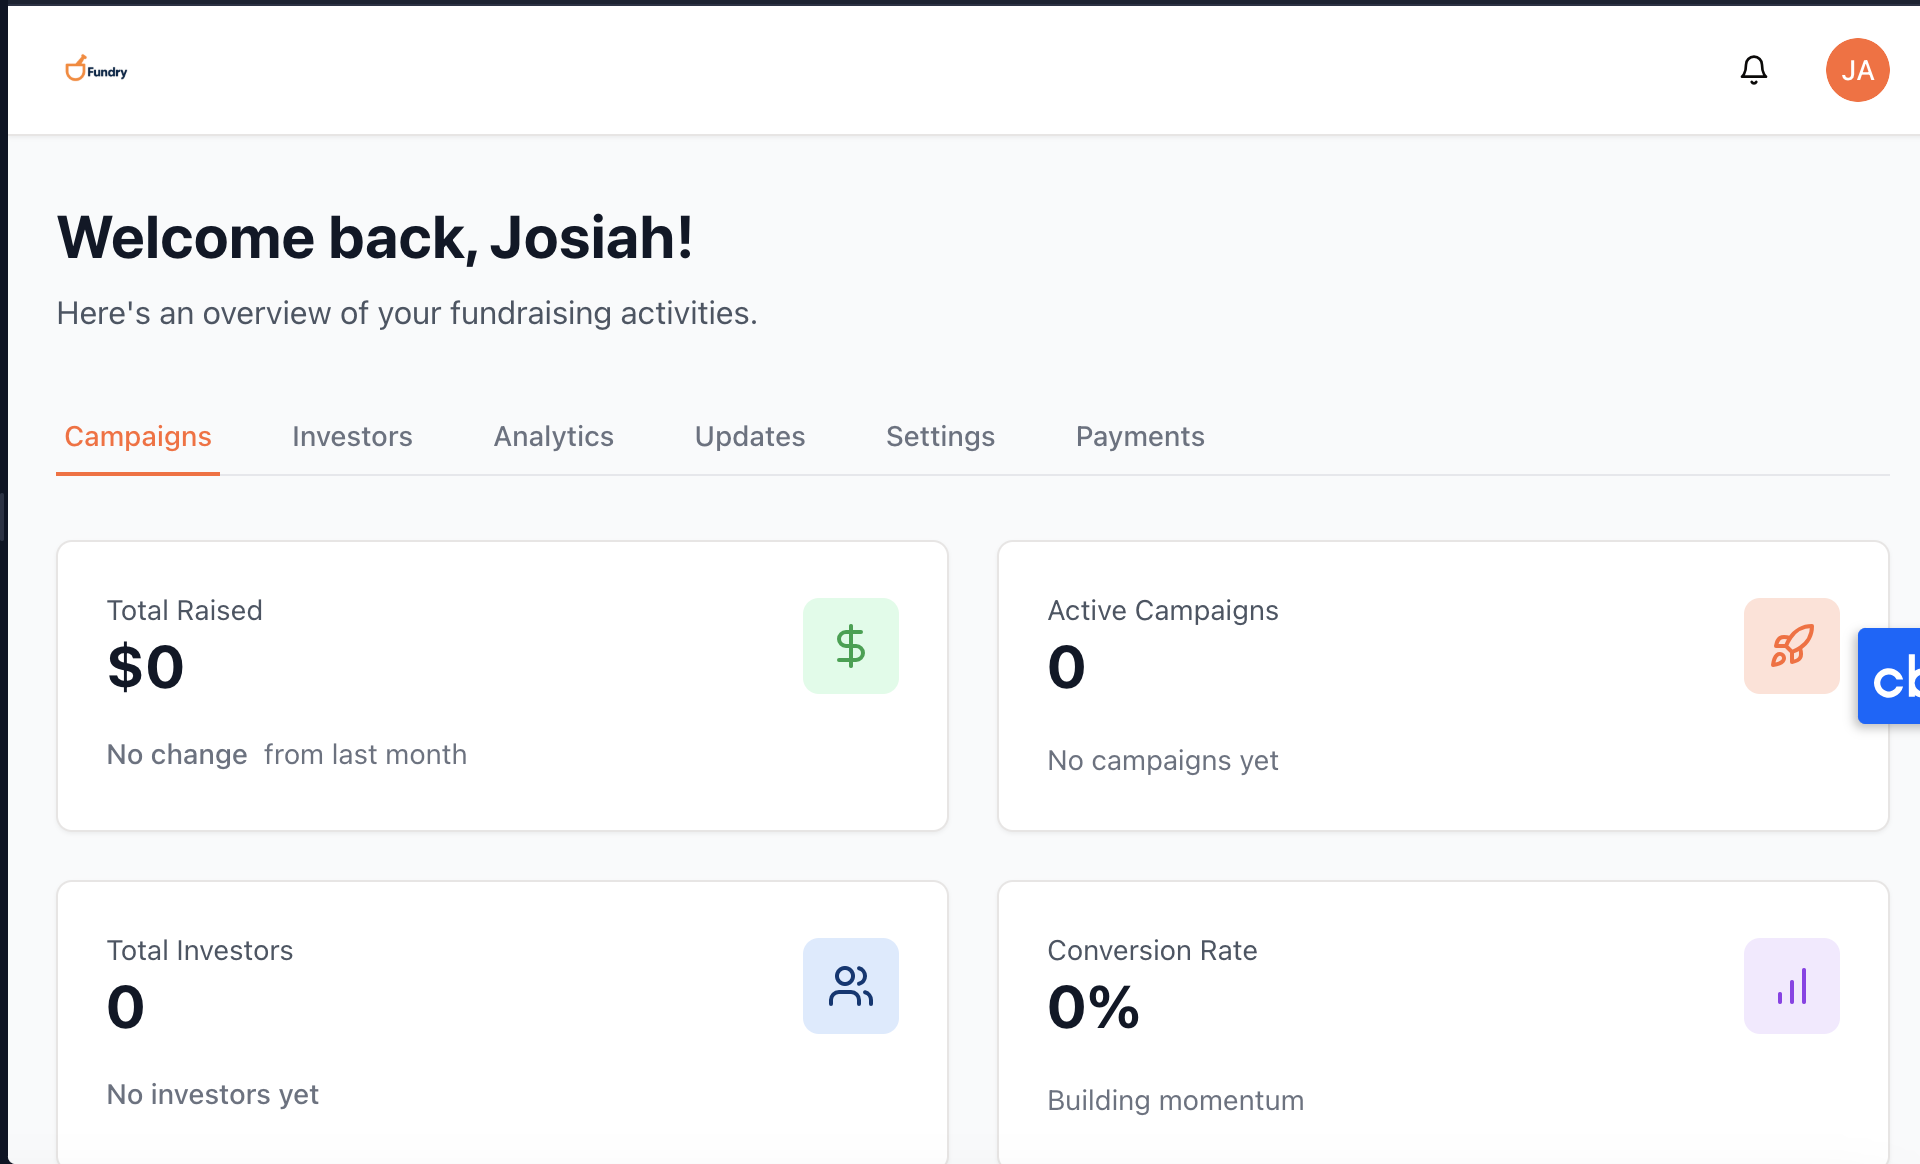 Fundry
JA
Welcome back, Josiah!
Here's an overview of your fundraising activities.
Campaigns Investors Analytics Updates Settings Payments
Total Raised
$0
No change from last month
Active Campaigns
0
No campaigns yet
cb
Total Investors
0
No investors yet
Conversion Rate
0%
Building momentum